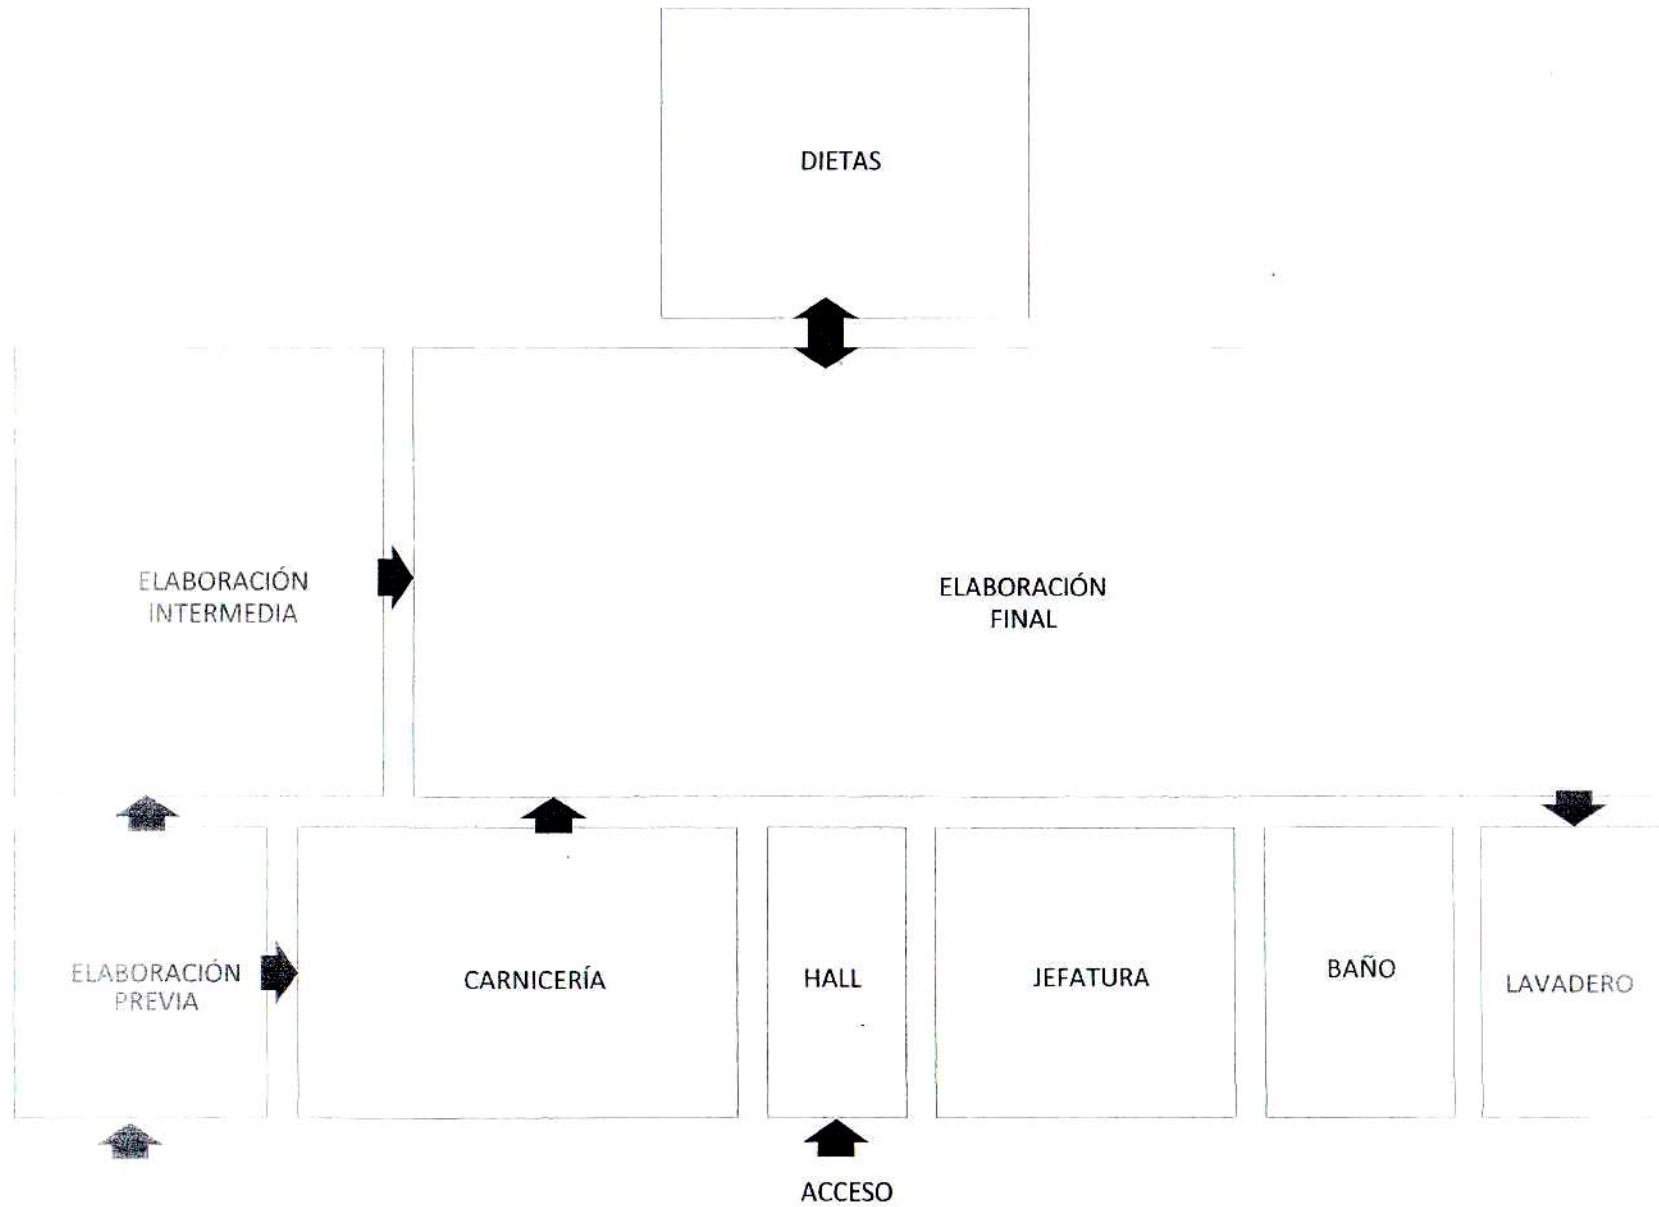 DIETAS
ELABORACIÓN
INTERMEDIA
ELABORACIÓN
FINAL
ELABORACIÓN
PREVIA
CARNICERÍA
HALL
JEFATURA
BAÑO
LAVADERO
ACCESO